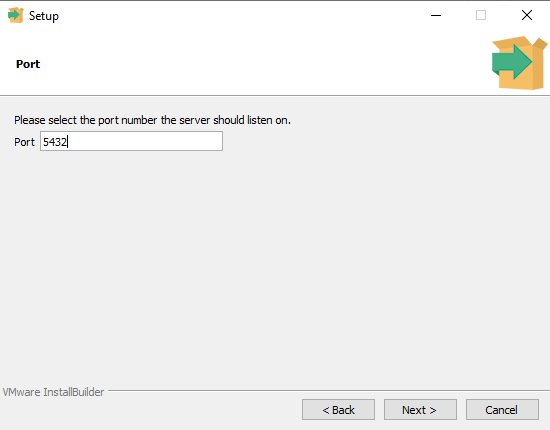 Setup
Port
Please select the port number the server should listen on.
Port 5432
VMware InstallBuilder
< Back Next > Cancel